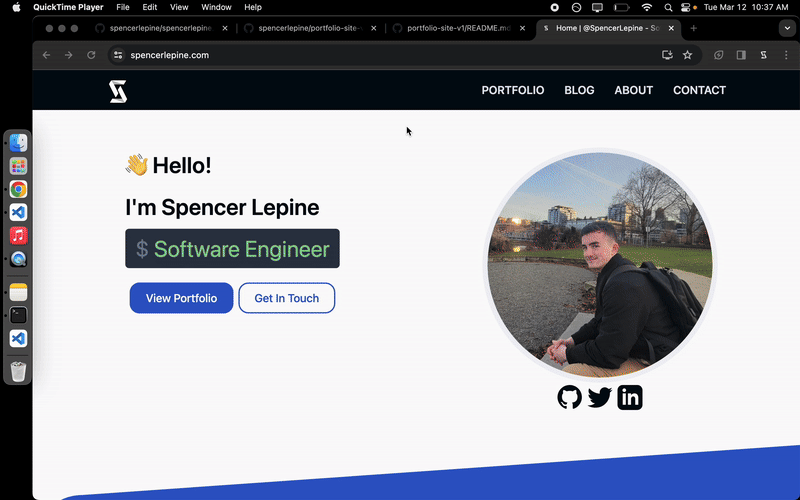 QuickTime Player File Edit View Window Help Tue Mar 12 10:37 AM
spencerlepine/spencerlepine spencerlepine/portfolio-site- portfolio-site-v1/README.md Home | @SpencerLepine - So
spencerlepine.com
PORTFOLIO BLOG ABOUT CONTACT
👋 Hello!
I'm Spencer Lepine
$ Software Engineer
View Portfolio Get In Touch
in